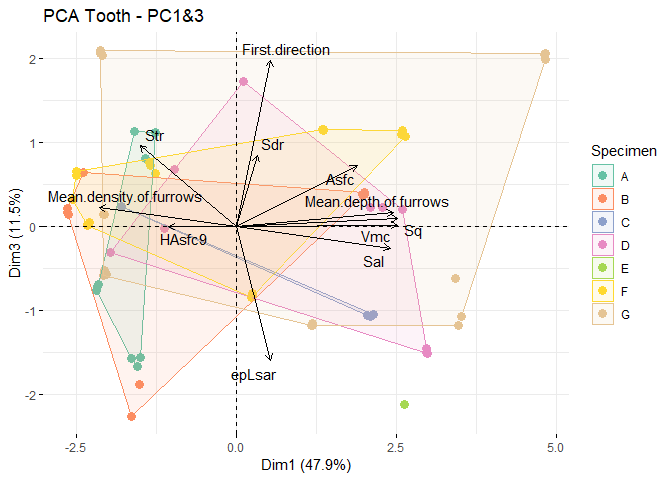 PCA Tooth - PC1&3
First.direction
Str
Sdr
Asfc
Mean.density.of.furrows
Mean.depth.of.furrows
HAsfc9
Vmc
Sq
Sal
epLsar
2
1
0
-1
-2
Dim3 (11.5%)
-2.5
0.0
2.5
5.0
Dim1 (47.9%)
Specimen
A
B
C
D
E
F
G